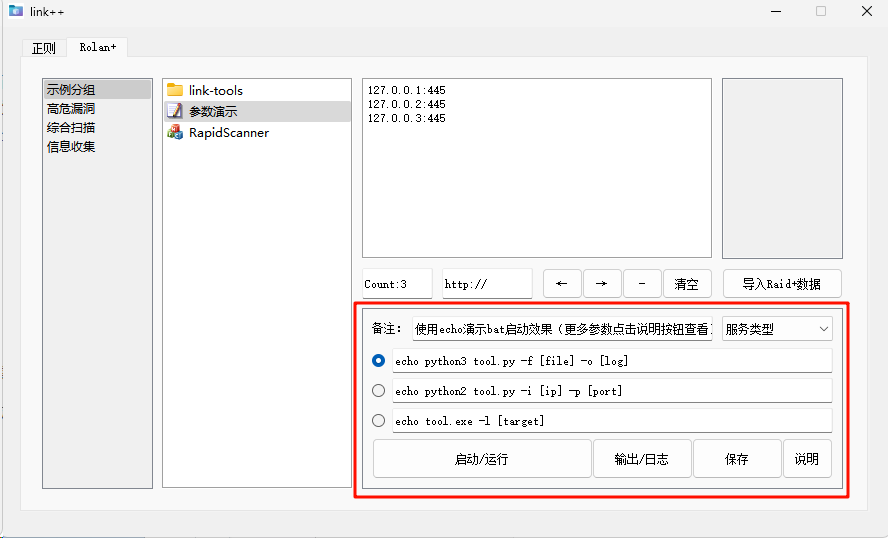 link++
正则
Rolan+
示例分组
高危漏洞
综合扫描
信息收集
link-tools
参数演示
RapidScanner
127.0.0.1:445
127.0.0.2:445
127.0.0.3:445
Count:3
http://
←
→
-
清空
导入Raid+数据
备注：
使用echo演示bat启动效果（更多参数点击说明按钮查看
服务类型
echo python3 tool.py -f [file] -o [log]
echo python2 tool.py -i [ip] -p [port]
echo tool.exe -l [target]
启动/运行
输出/日志
保存
说明